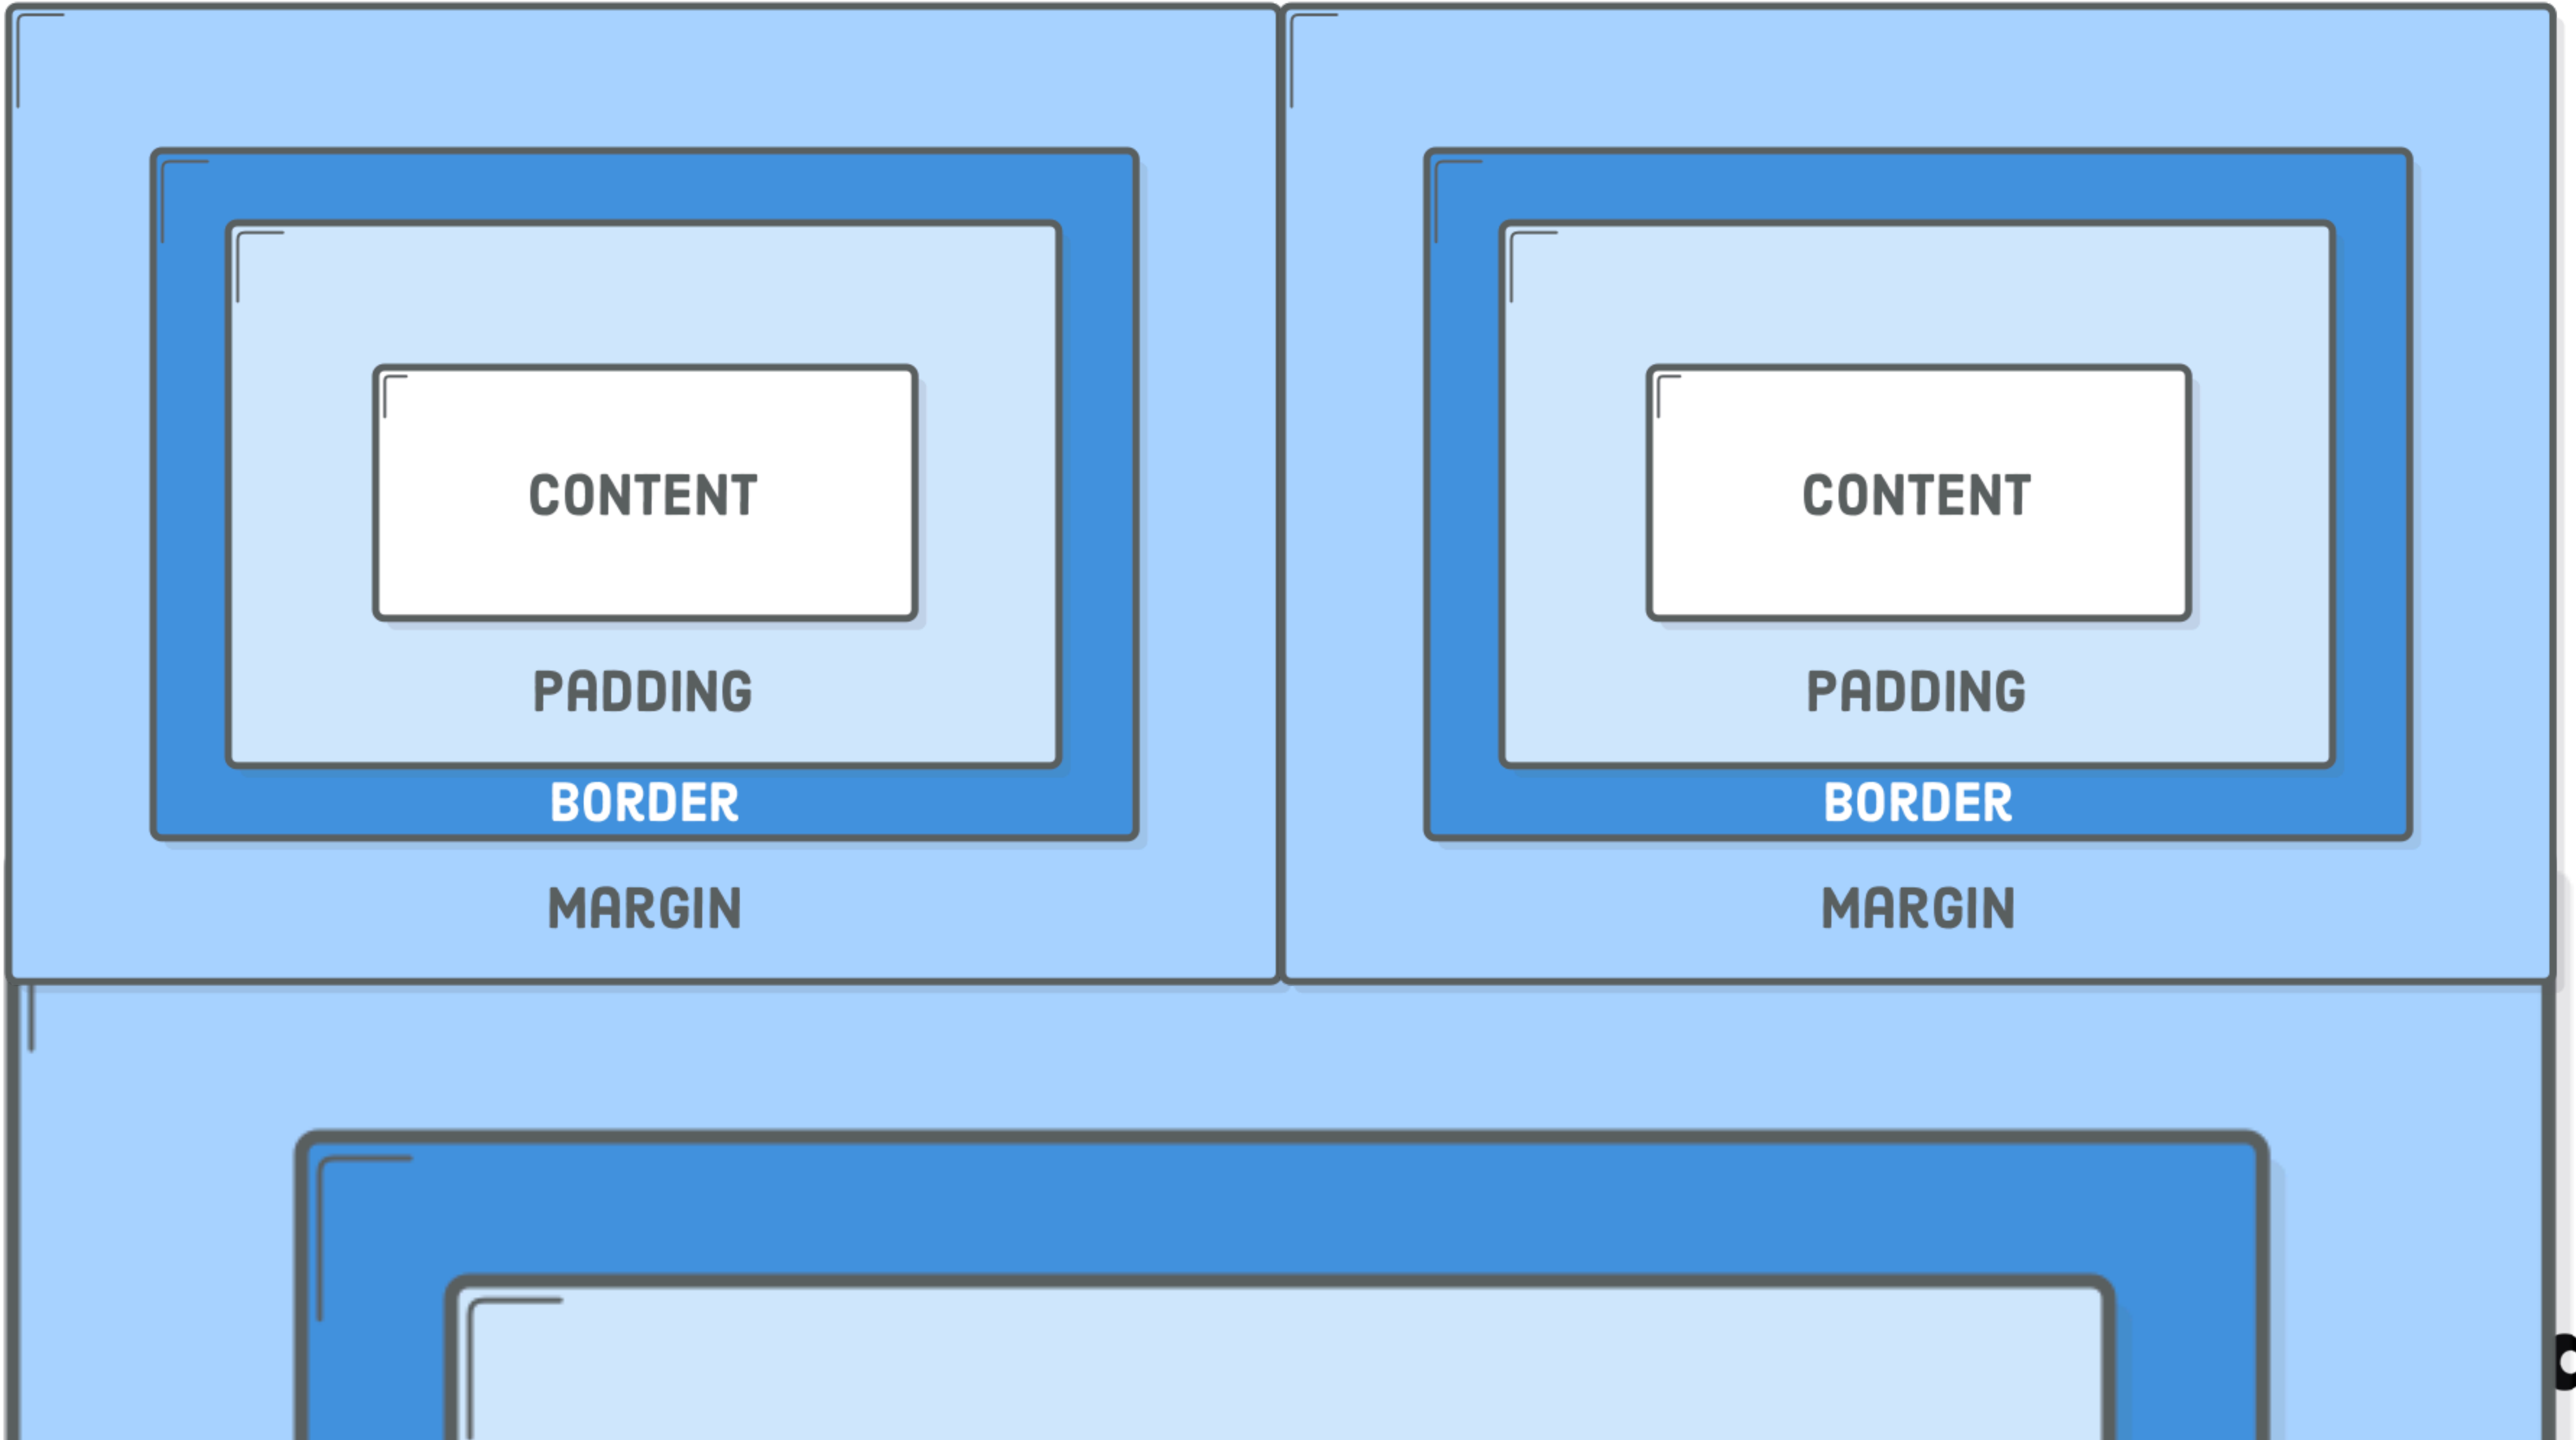 CONTENT
PADDING
BORDER
MARGIN
CONTENT
PADDING
BORDER
MARGIN